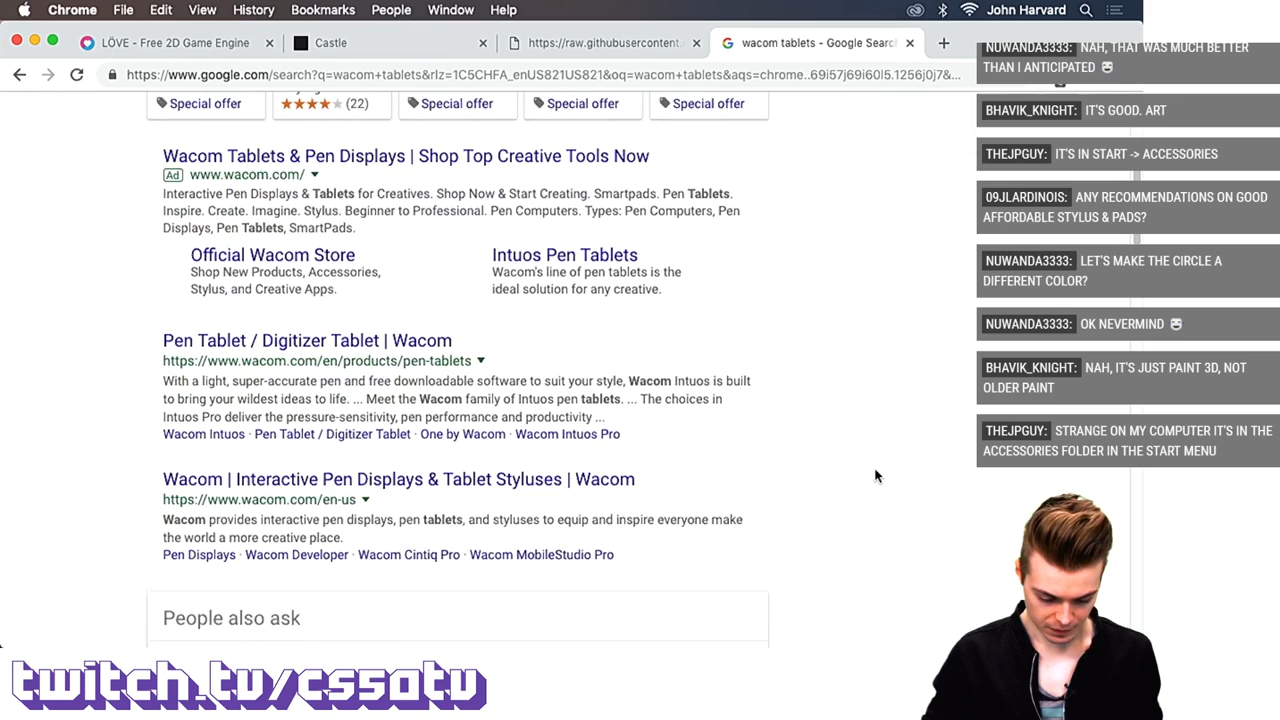 Chrome File Edit View History Bookmarks People Window Help John Harvard
LÖVE - Free 2D Game Engine
Castle
https://raw.githubusercontent.
wacom tablets - Google Search
https://www.google.com/search?q=wacom+tablets&rlz=1C5CHFA_enUS821US821&oq=wacom+tablets&aqs=chrome..69i57j69i60l5.1256j0j7&...
Special offer
(22)
Special offer
Special offer
Special offer
Wacom Tablets & Pen Displays | Shop Top Creative Tools Now
Ad www.wacom.com/
Interactive Pen Displays & Tablets for Creatives. Shop Now & Start Creating. Smartpads. Pen Tablets.
Inspire. Create. Imagine. Stylus. Beginner to Professional. Pen Computers. Types: Pen Computers, Pen
Displays, Pen Tablets, SmartPads.
Official Wacom Store
Shop New Products, Accessories,
Stylus, and Creative Apps.
Intuos Pen Tablets
Wacom's line of pen tablets is the
ideal solution for any creative.
Pen Tablet / Digitizer Tablet | Wacom
https://www.wacom.com/en/products/pen-tablets
With a light, super-accurate pen and free downloadable software to suit your style, Wacom Intuos is built
to bring your wildest ideas to life. ... Meet the Wacom family of Intuos pen tablets. ... The choices in
Intuos Pro deliver the pressure-sensitivity, pen performance and productivity ...
Wacom Intuos · Pen Tablet / Digitizer Tablet · One by Wacom · Wacom Intuos Pro
Wacom | Interactive Pen Displays & Tablet Styluses | Wacom
https://www.wacom.com/en-us
Wacom provides interactive pen displays, pen tablets, and styluses to equip and inspire everyone make
the world a more creative place.
Pen Displays · Wacom Developer · Wacom Cintiq Pro · Wacom MobileStudio Pro
People also ask
NUWANDA3333: NAH, THAT WAS MUCH BETTER
THAN I ANTICIPATED
BHAVIK_KNIGHT: IT'S GOOD. ART
THEJPGUY: IT'S IN START -> ACCESSORIES
09JLARDINOIS: ANY RECOMMENDATIONS ON GOOD
AFFORDABLE STYLUS & PADS?
NUWANDA3333: LET'S MAKE THE CIRCLE A
DIFFERENT COLOR?
NUWANDA3333: OK NEVERMIND
BHAVIK_KNIGHT: NAH, IT'S JUST PAINT 3D, NOT
OLDER PAINT
THEJPGUY: STRANGE ON MY COMPUTER IT'S IN THE
ACCESSORIES FOLDER IN THE START MENU
twitch.tv/cs50tv